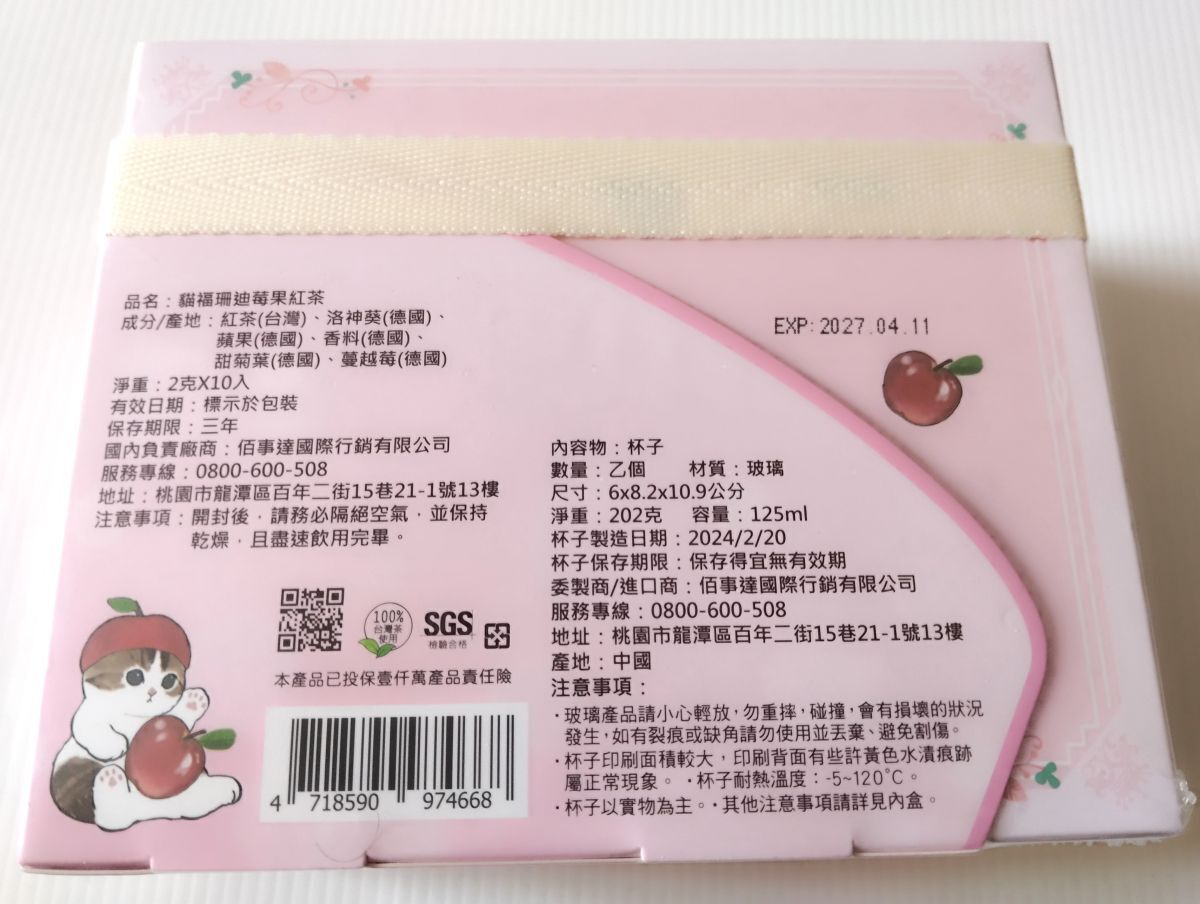 品名：貓福珊迪莓果紅茶
成分/產地：紅茶(台灣)、洛神葵(德國)、
蘋果(德國)、香料(德國)、
甜菊葉(德國)、蔓越莓(德國)
淨重：2克X10入
有效日期：標示於包裝
保存期限：三年
國內負責廠商：佰事達國際行銷有限公司
服務專線：0800-600-508
地址：桃園市龍潭區百年二街15巷21-1號13樓
注意事項：開封後，請務必隔絕空氣，並保持
乾燥，且盡速飲用完畢。
100%
台灣茶
使用
SGS
檢驗合格
本產品已投保壹仟萬產品責任險
4 718590 974668
EXP: 2027.04.11
內容物：杯子
數量：乙個 材質：玻璃
尺寸：6x8.2x10.9公分
淨重：202克 容量：125ml
杯子製造日期：2024/2/20
杯子保存期限：保存得宜無有效期
委製商/進口商：佰事達國際行銷有限公司
服務專線：0800-600-508
地址：桃園市龍潭區百年二街15巷21-1號13樓
產地：中國
注意事項：
・玻璃產品請小心輕放，勿重摔，碰撞，會有損壞的狀況
發生，如有裂痕或缺角請勿使用並丟棄、避免割傷。
・杯子印刷面積較大，印刷背面有些許黃色水漬痕跡
屬正常現象。・杯子耐熱溫度：-5~120°C。
・杯子以實物為主。・其他注意事項請詳見內盒。